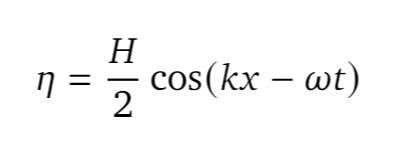 η = H/2 cos(kx − ωt)